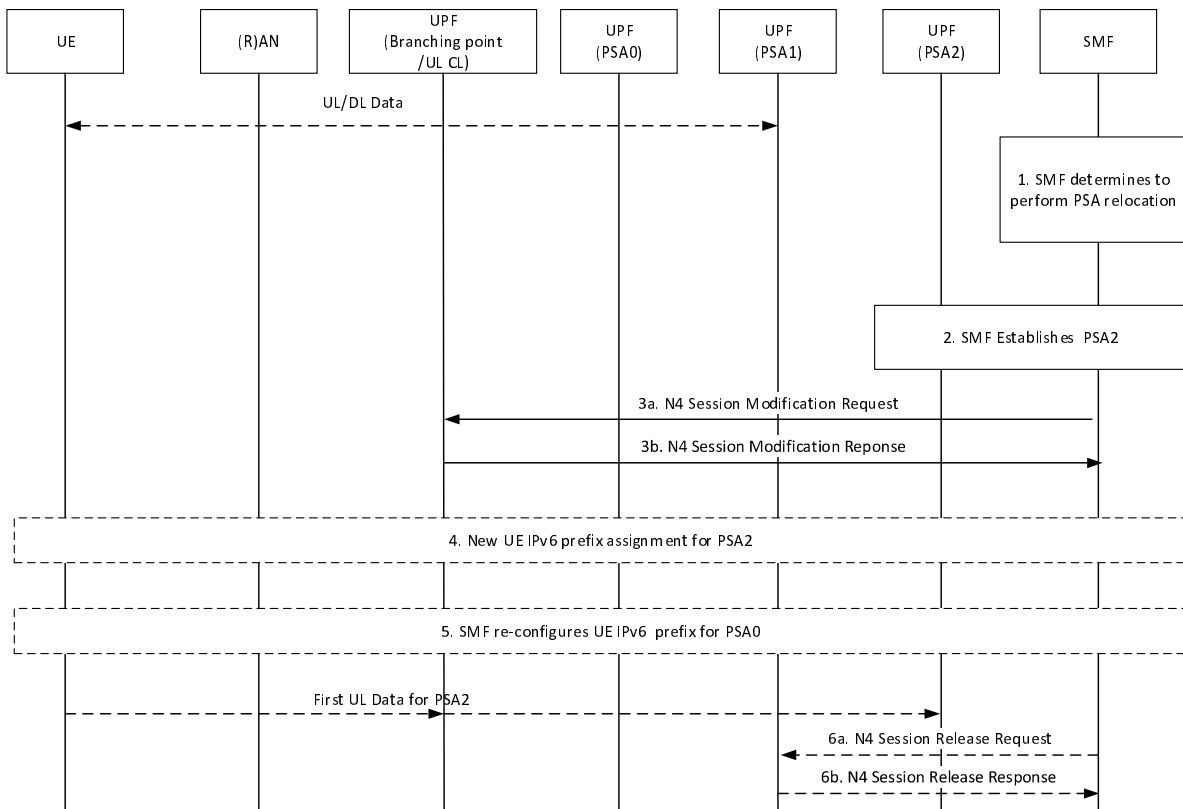 UE
(R)AN
UPF
(Branching point
/UL CL)
UPF
(PSA0)
UPF
(PSA1)
UPF
(PSA2)
SMF
UL/DL Data
1. SMF determines to
perform PSA relocation
2. SMF Establishes PSA2
3a. N4 Session Modification Request
3b. N4 Session Modification Reponse
4. New UE IPv6 prefix assignment for PSA2
5. SMF re-configures UE IPv6 prefix for PSA0
First UL Data for PSA2
6a. N4 Session Release Request
6b. N4 Session Release Response